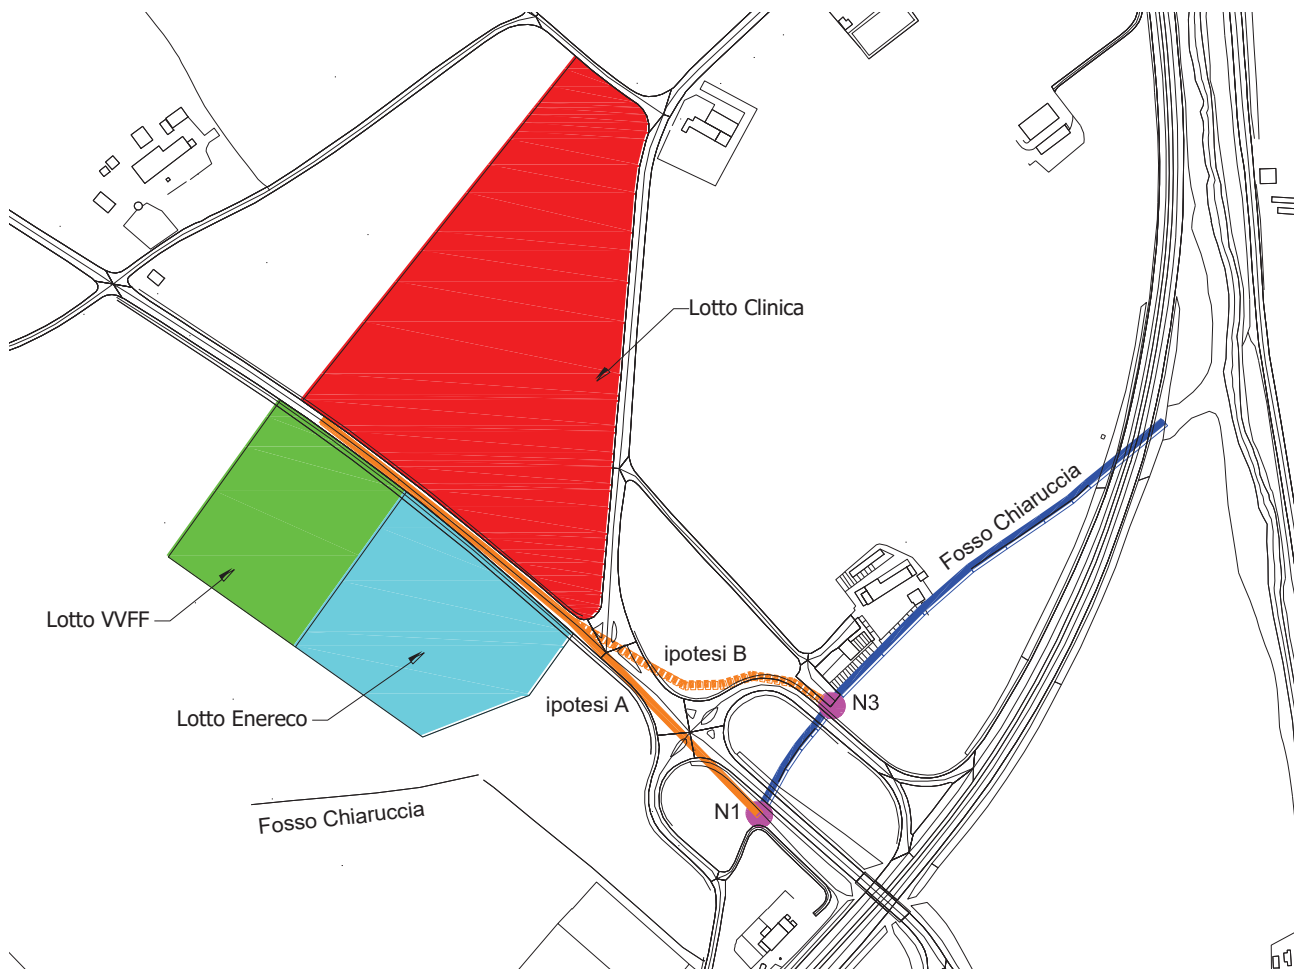 Lotto Clinica
Fosso Chiaruccia
Lotto VVFF
ipotesi B
ipotesi A
N3
Lotto Enereco
N1
Fosso Chiaruccia